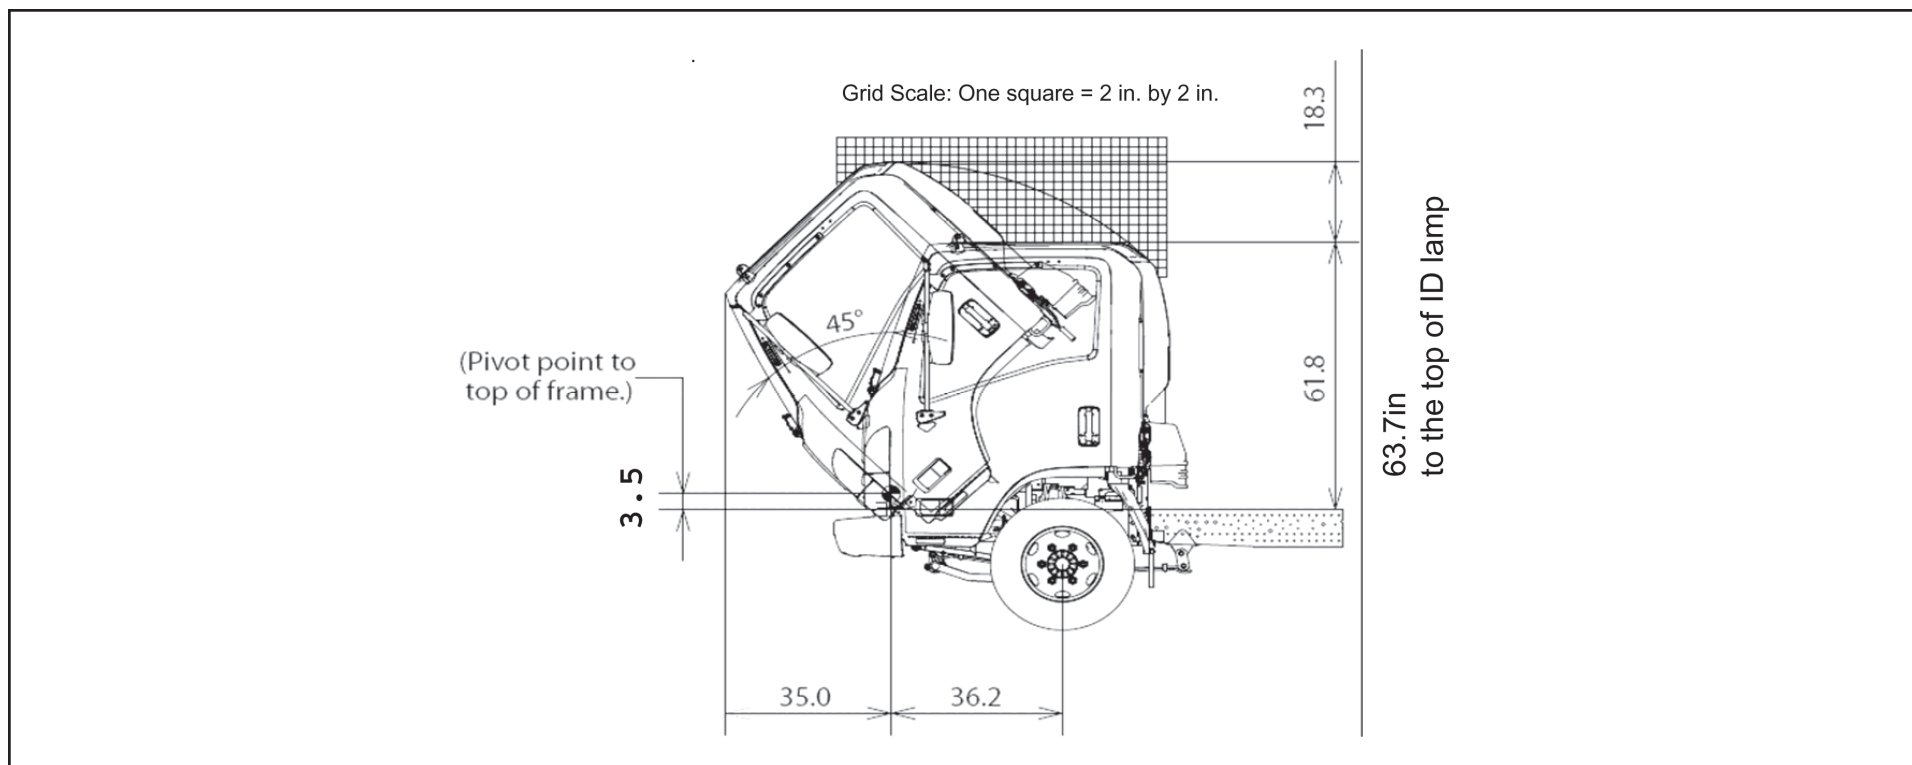 Grid Scale: One square = 2 in. by 2 in.
18.3
45°
(Pivot point to
top of frame.)
61.8
63.7in
to the top of ID lamp
3.5
35.0
36.2